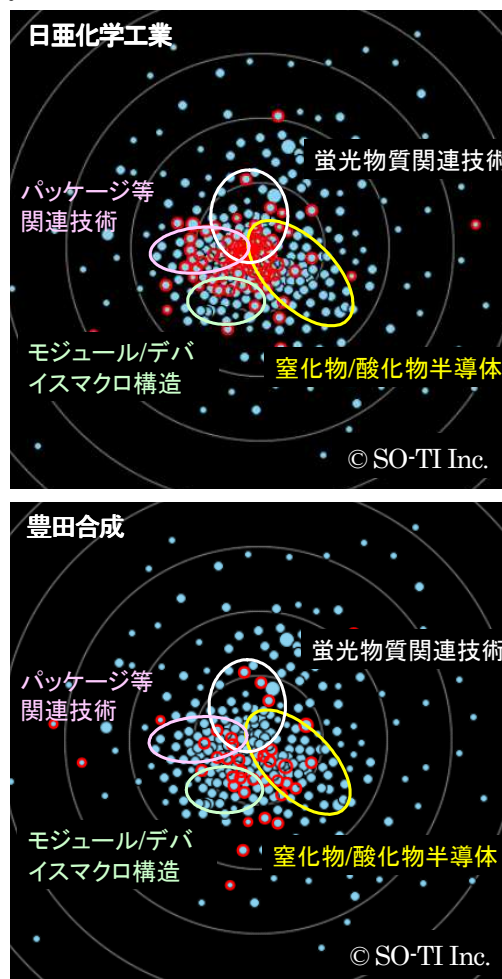 日亜化学工業
蛍光物質関連技術
パッケージ等
関連技術
モジュール/デバ
イスマクロ構造
窒化物/酸化物半導体
© SO-TI Inc.
豊田合成
蛍光物質関連技術
パッケージ等
関連技術
モジュール/デバ
イスマクロ構造
窒化物/酸化物半導体
© SO-TI Inc.